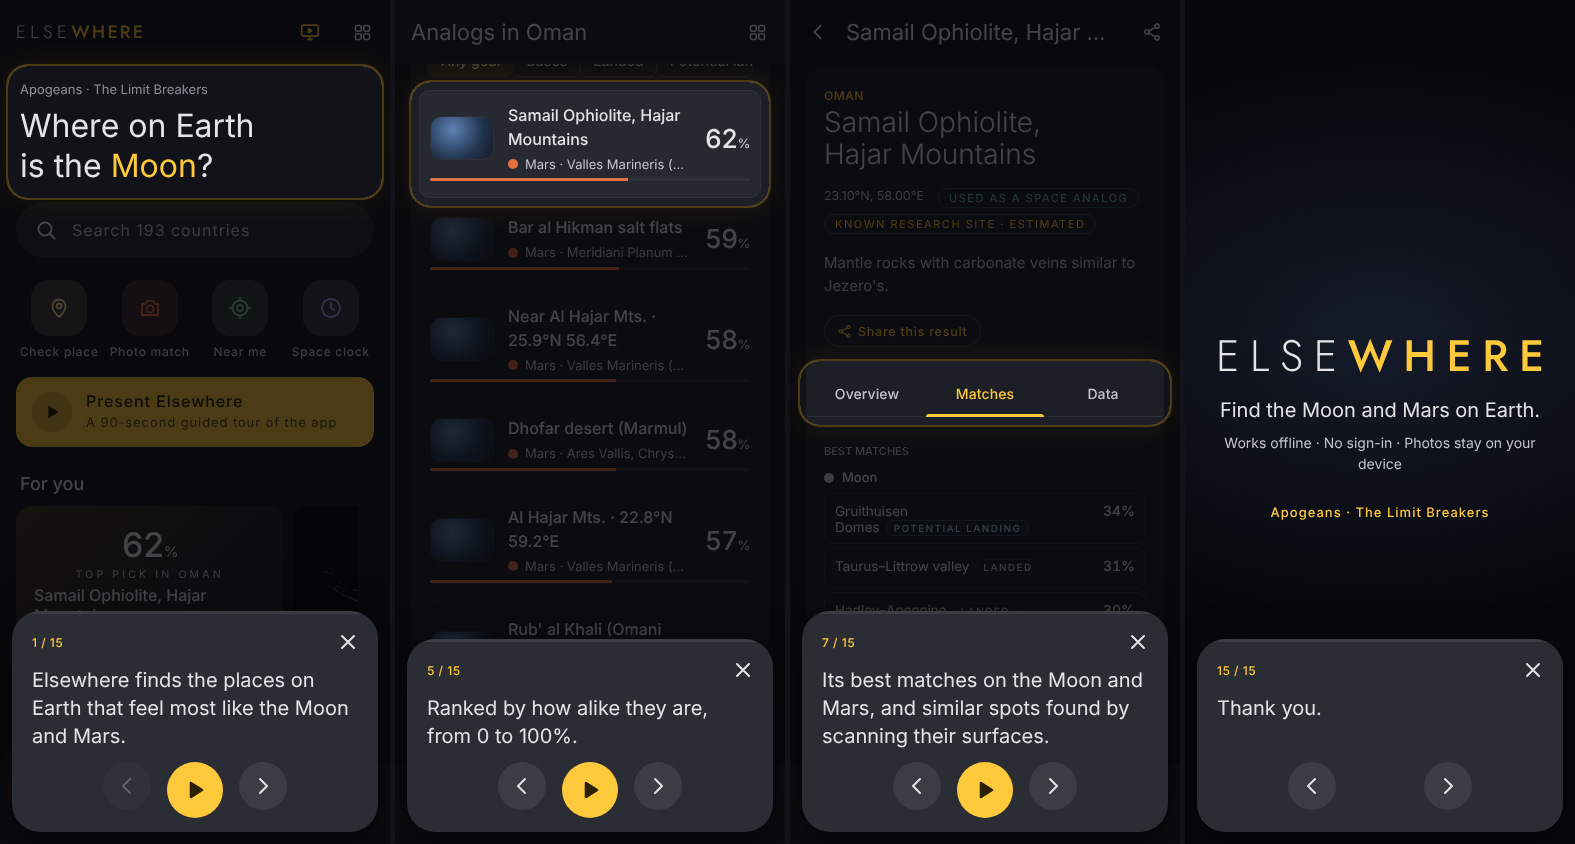 ELSEWHERE
Apogeans · The Limit Breakers
Where on Earth
is the Moon?
Search 193 countries
Check place
Photo match
Near me
Space clock
Present Elsewhere
A 90-second guided tour of the app
For you
62%
TOP PICK IN OMAN
Samail Ophiolite, Hajar
1 / 15
Elsewhere finds the places on
Earth that feel most like the Moon
and Mars.
Analogs in Oman
Any goal
Bases
Landed
Samail Ophiolite, Hajar
Mountains
62%
Mars · Valles Marineris (...
Bar al Hikman salt flats
59%
Mars · Meridiani Planum ...
Near Al Hajar Mts. ·
25.9°N 56.4°E
58%
Mars · Valles Marineris (...
Dhofar desert (Marmul)
58%
Mars · Ares Vallis, Chrys...
Al Hajar Mts. · 22.8°N
59.2°E
57%
Mars · Valles Marineris (...
Rub' al Khali (Omani
5 / 15
Ranked by how alike they are,
from 0 to 100%.
Samail Ophiolite, Hajar ...
OMAN
Samail Ophiolite,
Hajar Mountains
23.10°N, 58.00°E
USED AS A SPACE ANALOG
KNOWN RESEARCH SITE · ESTIMATED
Mantle rocks with carbonate veins similar to
Jezero's.
Share this result
Overview
Matches
Data
BEST MATCHES
Moon
Gruithuisen
Domes POTENTIAL LANDING
34%
Taurus–Littrow valley LANDED
31%
Hadley–Apennine LANDED
30%
7 / 15
Its best matches on the Moon and
Mars, and similar spots found by
scanning their surfaces.
ELSEWHERE
Find the Moon and Mars on Earth.
Works offline · No sign-in · Photos stay on your
device
Apogeans · The Limit Breakers
15 / 15
Thank you.